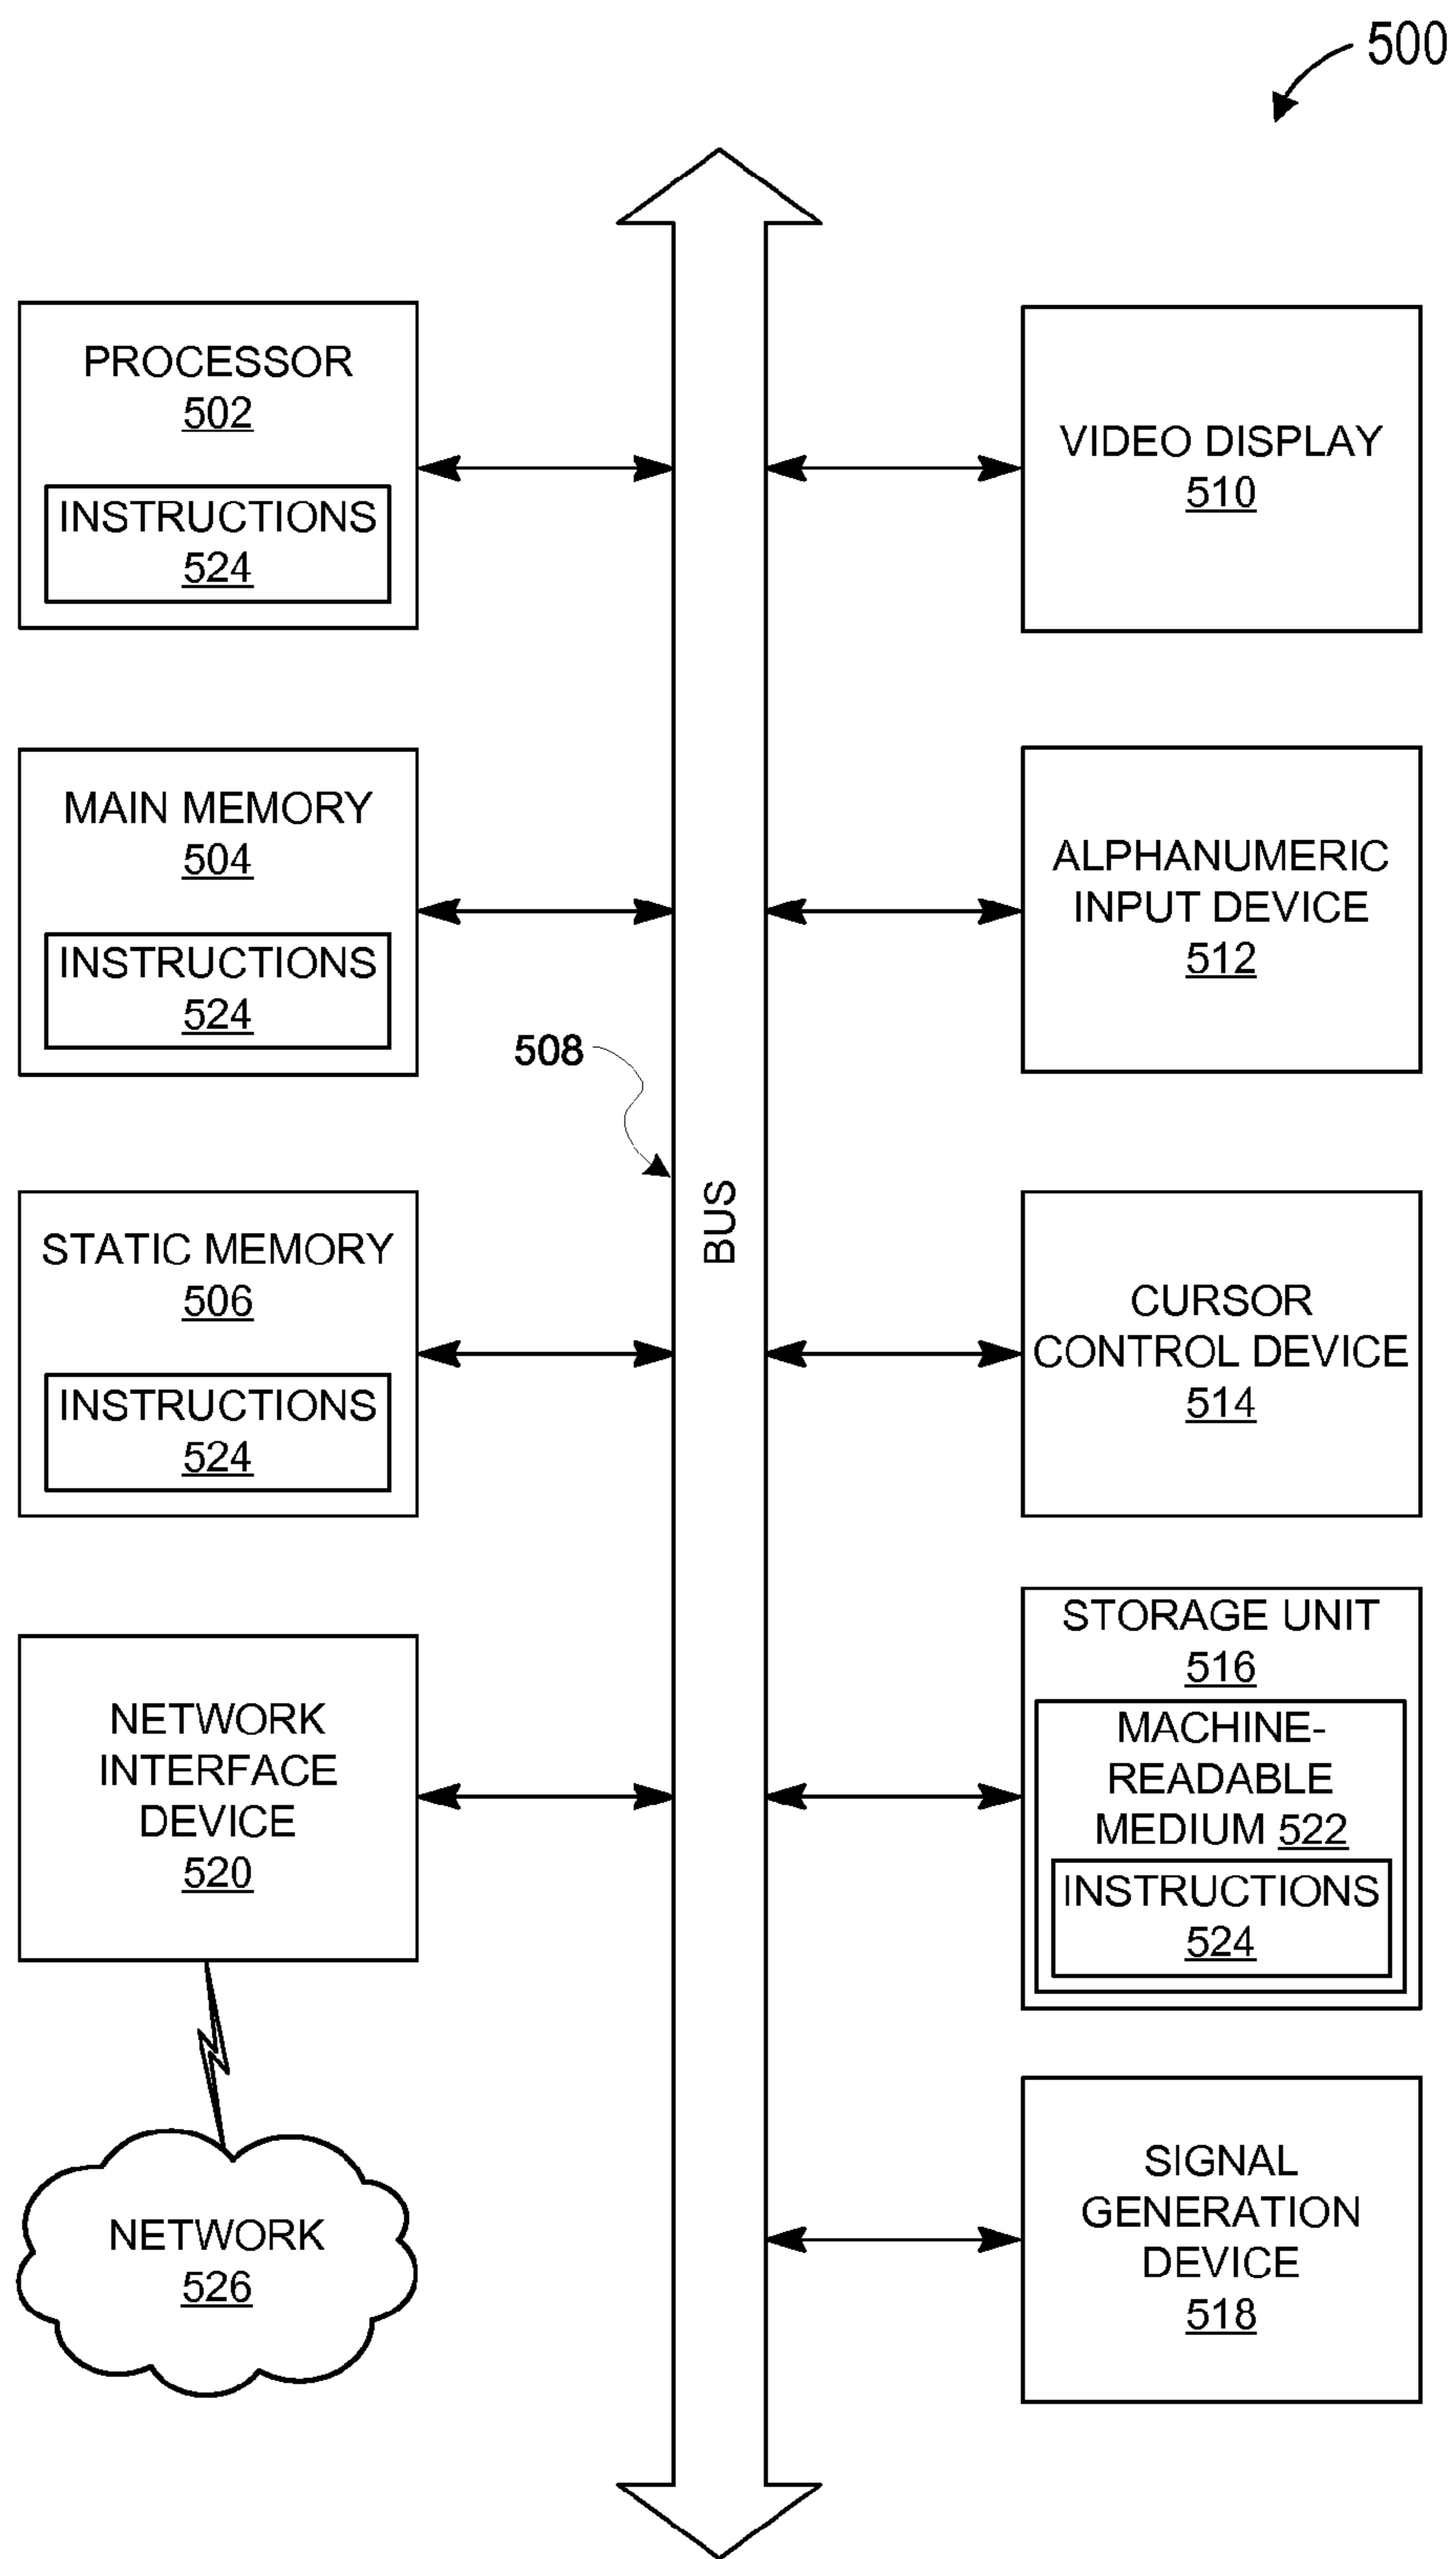 500
PROCESSOR
502
INSTRUCTIONS
524
MAIN MEMORY
504
INSTRUCTIONS
524
508
STATIC MEMORY
506
INSTRUCTIONS
524
NETWORK
INTERFACE
DEVICE
520
NETWORK
526
BUS
VIDEO DISPLAY
510
ALPHANUMERIC
INPUT DEVICE
512
CURSOR
CONTROL DEVICE
514
STORAGE UNIT
516
MACHINE-
READABLE
MEDIUM 522
INSTRUCTIONS
524
SIGNAL
GENERATION
DEVICE
518